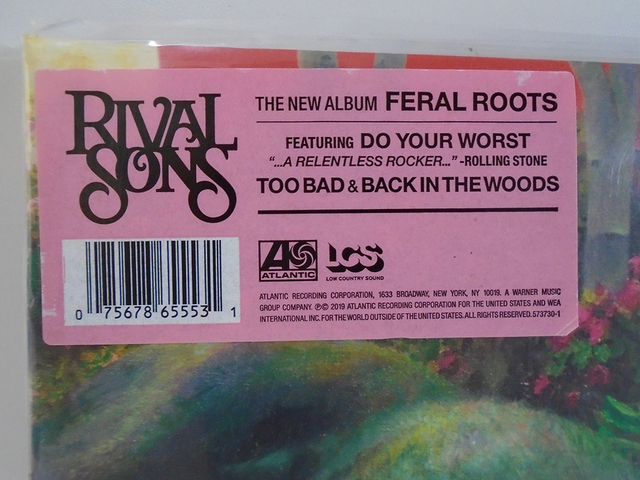 RIVAL
SONS
THE NEW ALBUM FERAL ROOTS
FEATURING DO YOUR WORST
"...A RELENTLESS ROCKER..." -ROLLING STONE
TOO BAD & BACK IN THE WOODS
ATLANTIC
LCS
LOW COUNTRY SOUND
0 75678 65553 1
ATLANTIC RECORDING CORPORATION, 1633 BROADWAY, NEW YORK, NY 10019. A WARNER MUSIC
GROUP COMPANY. ℗© 2019 ATLANTIC RECORDING CORPORATION FOR THE UNITED STATES AND WEA
INTERNATIONAL INC. FOR THE WORLD OUTSIDE OF THE UNITED STATES. ALL RIGHTS RESERVED. 573730-1